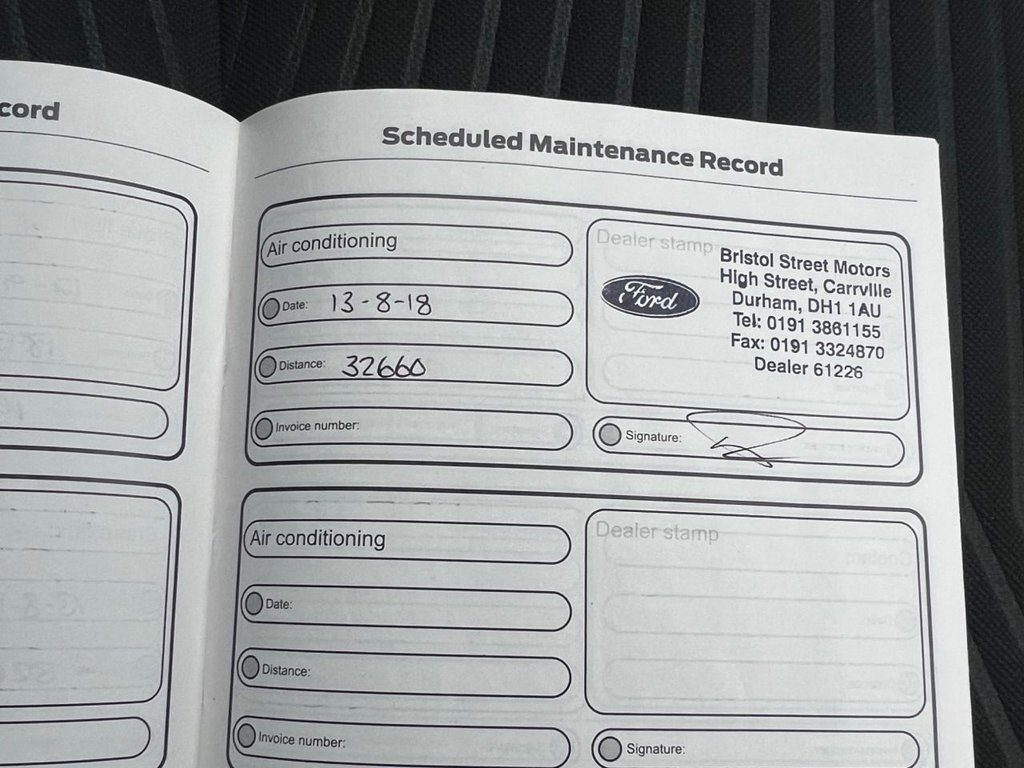 cord
Scheduled Maintenance Record
Air conditioning
Date: 13-8-18
Distance: 32660
Invoice number:
Dealer stamp
Ford
Bristol Street Motors
High Street, Carrville
Durham, DH1 1AU
Tel: 0191 3861155
Fax: 0191 3324870
Dealer 61226
Signature:
Air conditioning
Date:
Distance:
Invoice number:
Dealer stamp
Signature: